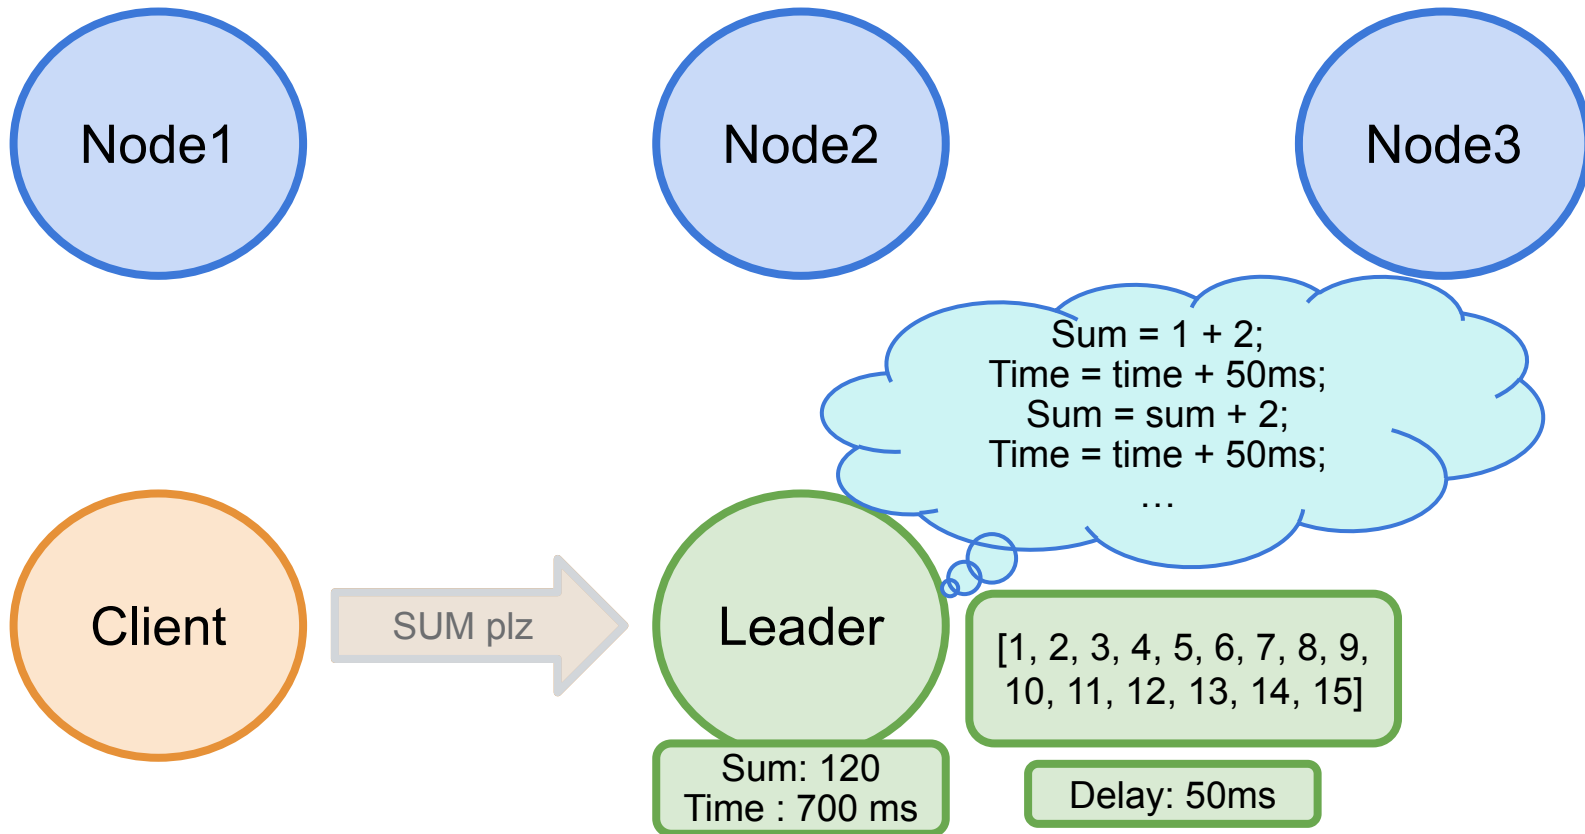 Node1
Node2
Node3
Sum = 1 + 2;
Time = time + 50ms;
Sum = sum + 2;
Time = time + 50ms;
…
Client
SUM plz
Leader
[1, 2, 3, 4, 5, 6, 7, 8, 9,
10, 11, 12, 13, 14, 15]
Sum: 120
Time : 700 ms
Delay: 50ms